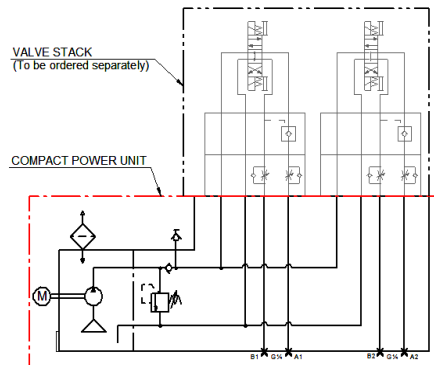 VALVE STACK
(To be ordered separately)
COMPACT POWER UNIT
M
B1 G¼ A1 B2 G¼ A2